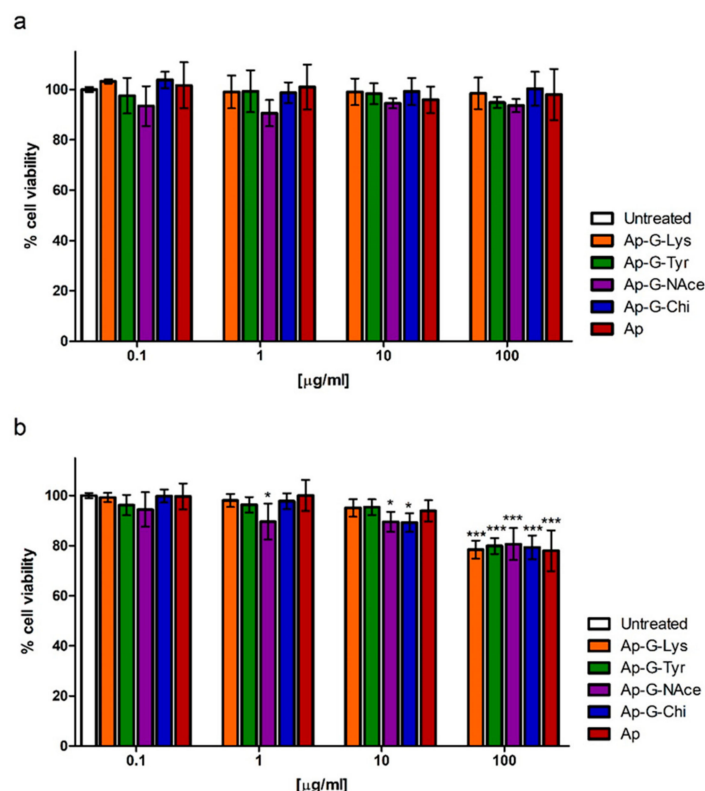 a
% cell viability
100
80
60
40
20
0
0.1 1 10 100
[µg/ml]
Untreated
Ap-G-Lys
Ap-G-Tyr
Ap-G-NAce
Ap-G-Chi
Ap
b
% cell viability
100
80
60
40
20
0
* * * *** *** *** *** ***
0.1 1 10 100
[µg/ml]
Untreated
Ap-G-Lys
Ap-G-Tyr
Ap-G-NAce
Ap-G-Chi
Ap